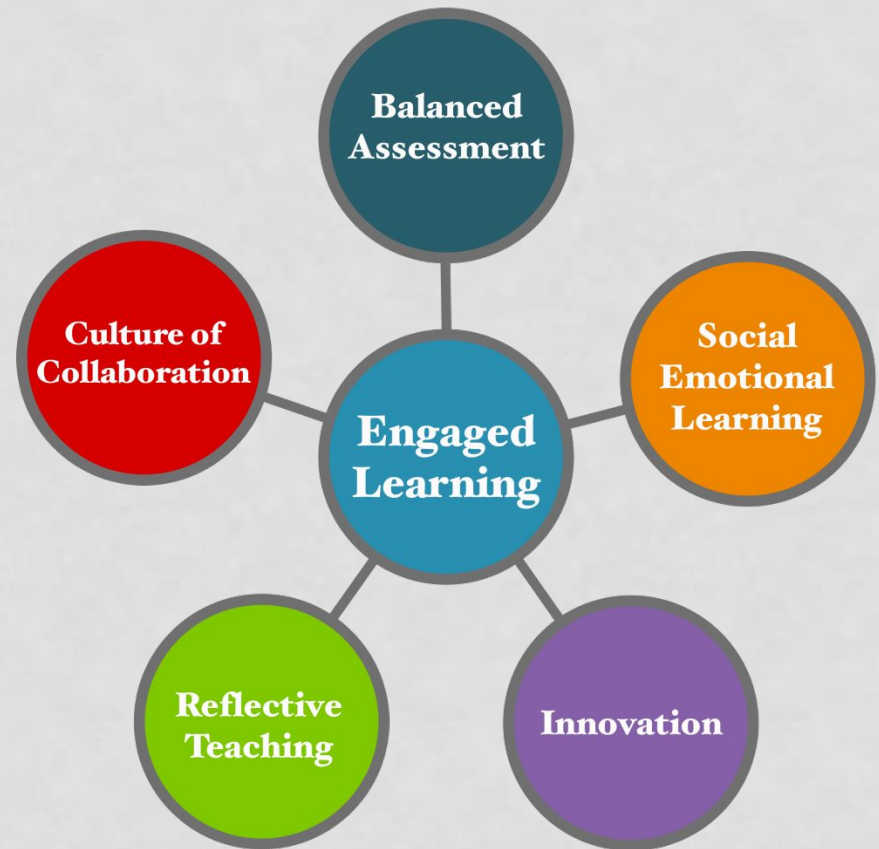 Balanced
Assessment
Culture of
Collaboration
Social
Emotional
Learning
Engaged
Learning
Reflective
Teaching
Innovation